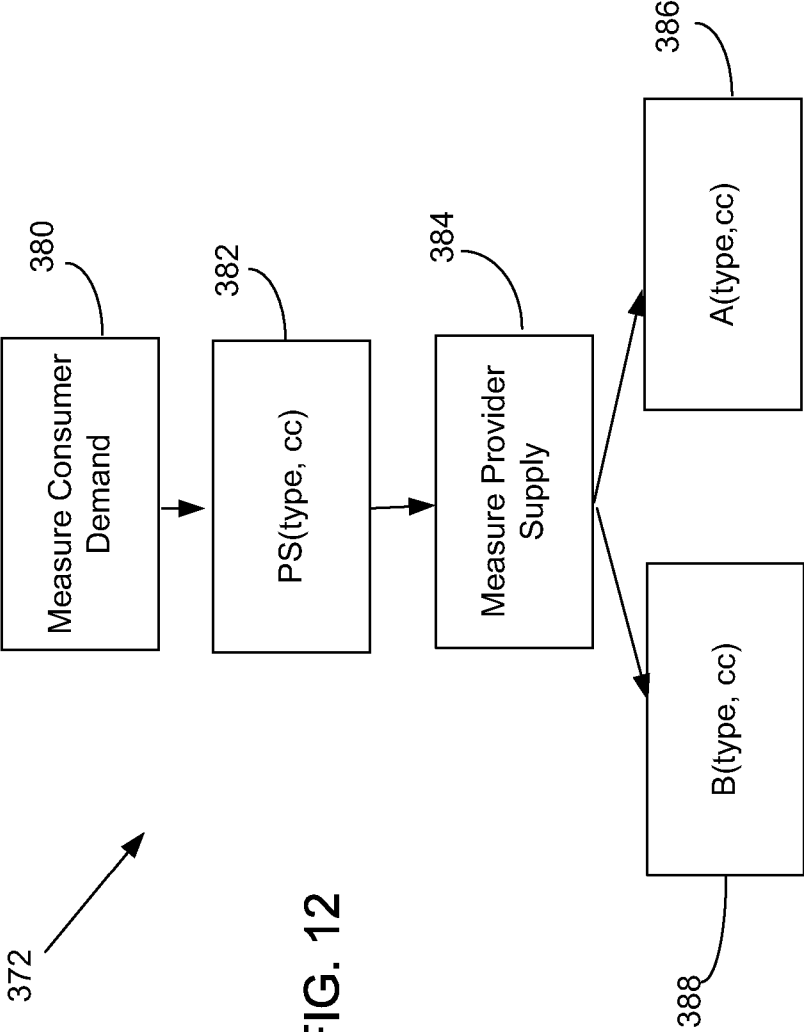 372
380
Measure Consumer
Demand
382
PS(type, cc)
384
Measure Provider
Supply
386
A(type,cc)
388
B(type, cc)
FIG. 12